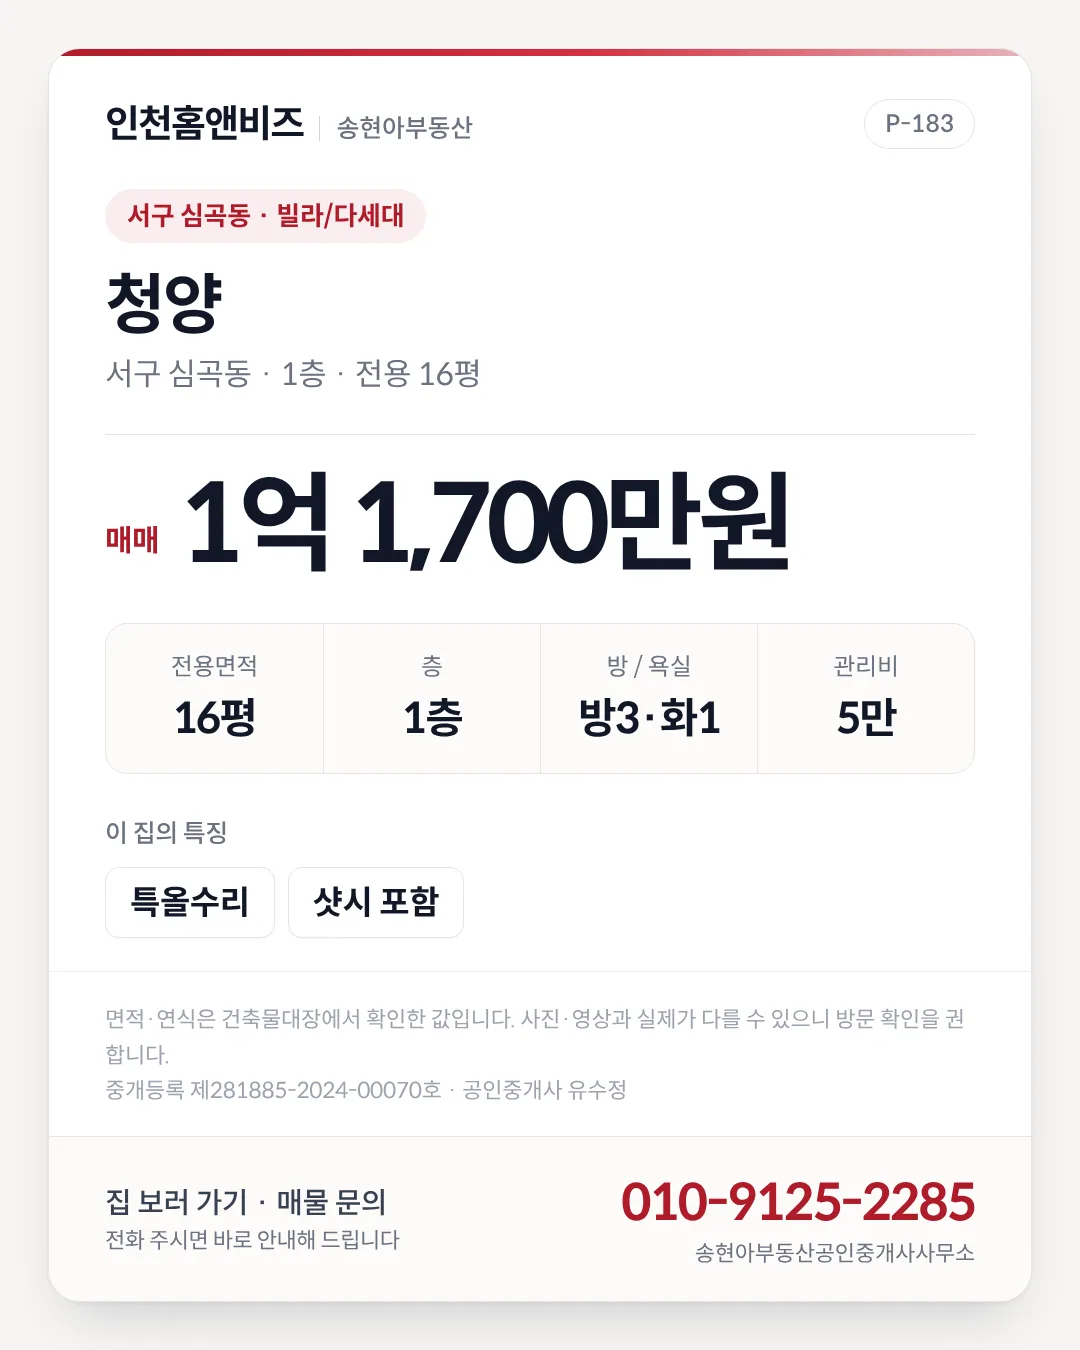 인천홈앤비즈 | 송현아부동산
P-183
서구 심곡동 · 빌라/다세대
청양
서구 심곡동 · 1층 · 전용 16평
매매 1억 1,700만원
전용면적 층 방 / 욕실 관리비
16평 1층 방3·화1 5만
이 집의 특징
특올수리 샷시 포함
면적·연식은 건축물대장에서 확인한 값입니다. 사진·영상과 실제가 다를 수 있으니 방문 확인을 권
합니다.
중개등록 제281885-2024-00070호 · 공인중개사 유수정
집 보러 가기 · 매물 문의
전화 주시면 바로 안내해 드립니다
010-9125-2285
송현아부동산공인중개사사무소